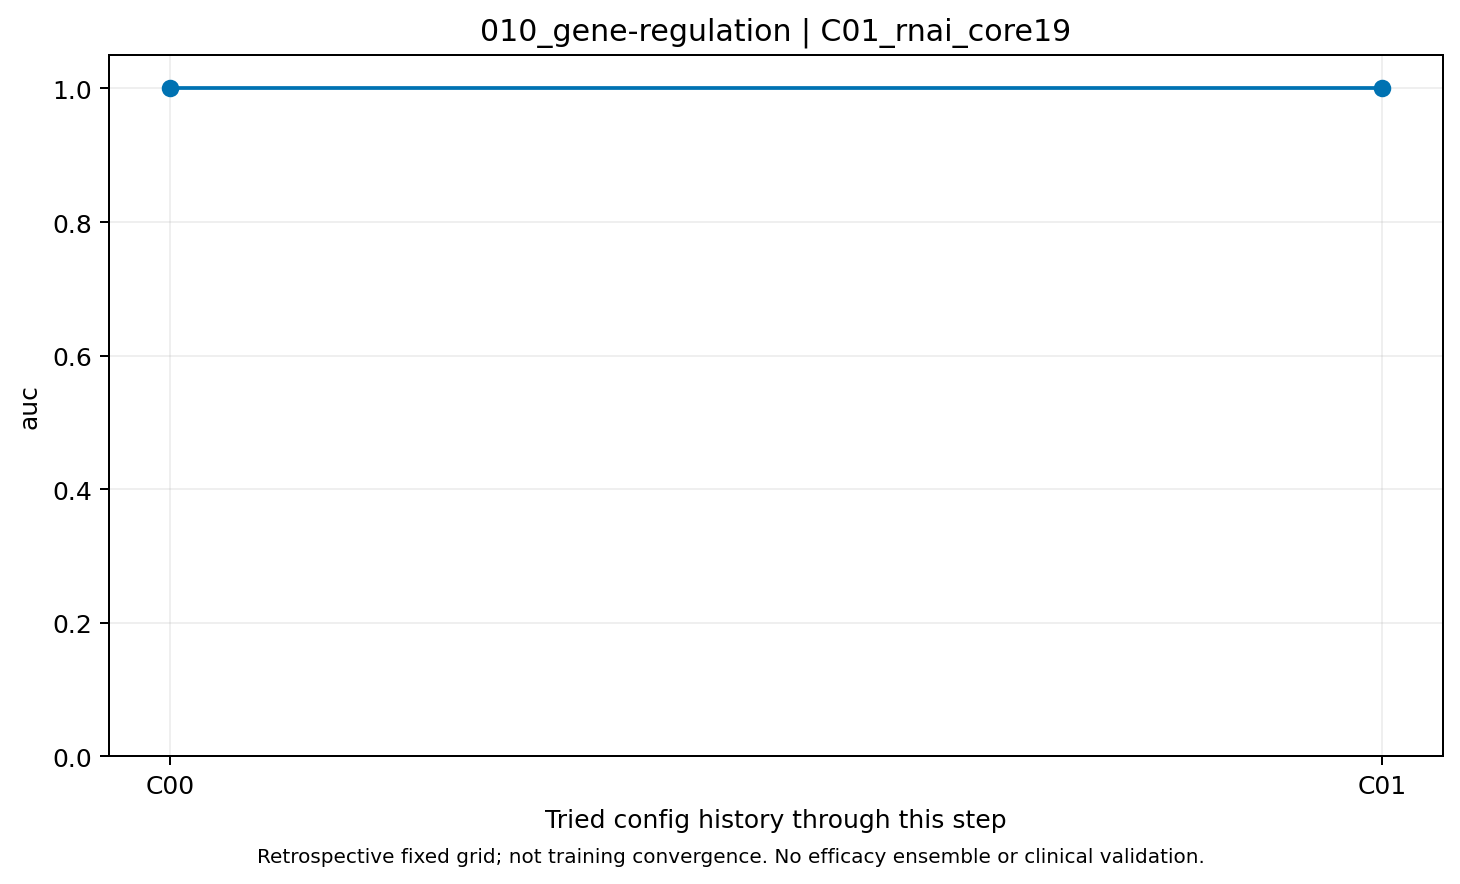 010_gene-regulation | C01_rnai_core19
1.0
0.8
0.6
0.4
0.2
0.0
auc
C00
C01
Tried config history through this step
Retrospective fixed grid; not training convergence. No efficacy ensemble or clinical validation.